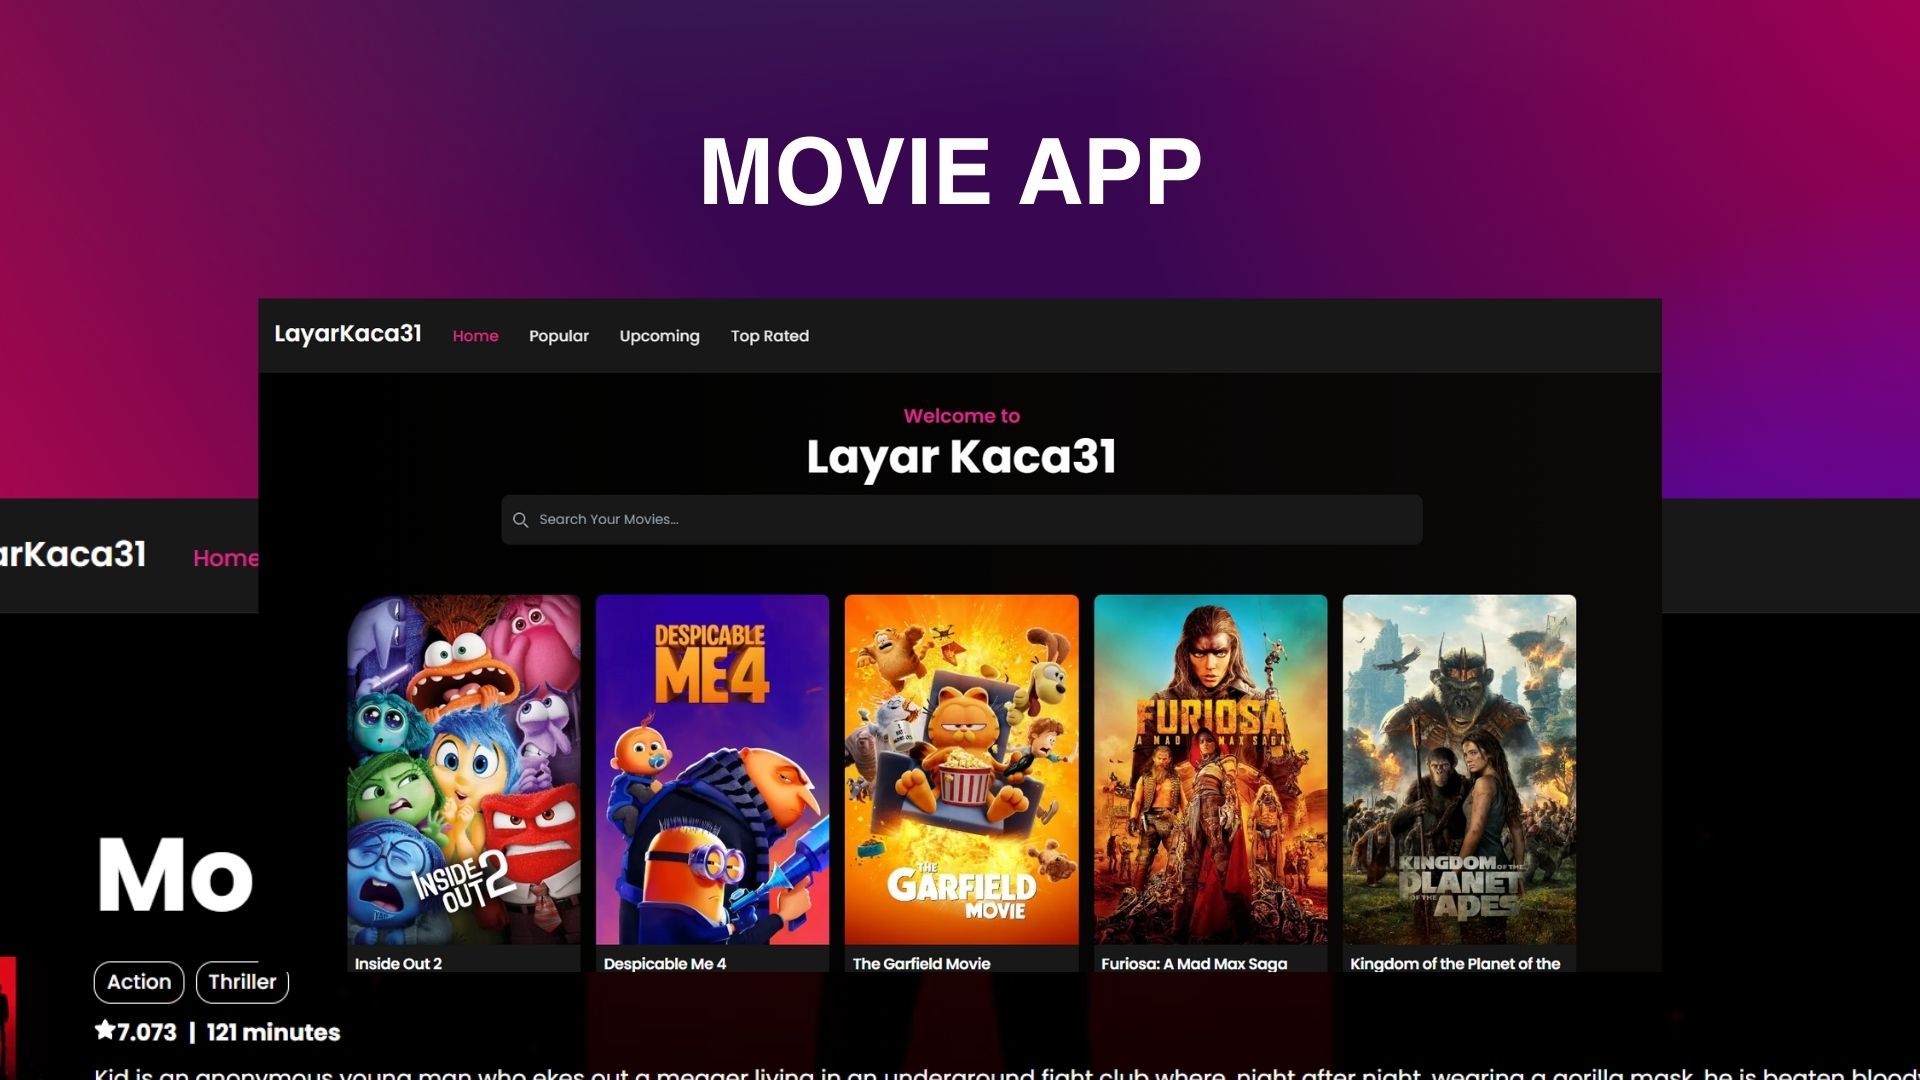 MOVIE APP
LayarKaca31 Home Popular Upcoming Top Rated
Welcome to
Layar Kaca31
Search Your Movies...
arKaca31 Home
DESPICABLE
ME4
FURIOSA
A MAD MAX SAGA
INSIDE
OUT 2
THE
GARFIELD
MOVIE
KINGDOM OF THE
PLANET
OF THE
APES
Mo
Inside Out 2
Despicable Me 4
The Garfield Movie
Furiosa: A Mad Max Saga
Kingdom of the Planet of the
Action Thriller
7.073 | 121 minutes
Kid is an anonymous young man who ekes out a meager living in an underground fight club where, night after night, wearing a gorilla mask, he is beaten bloody